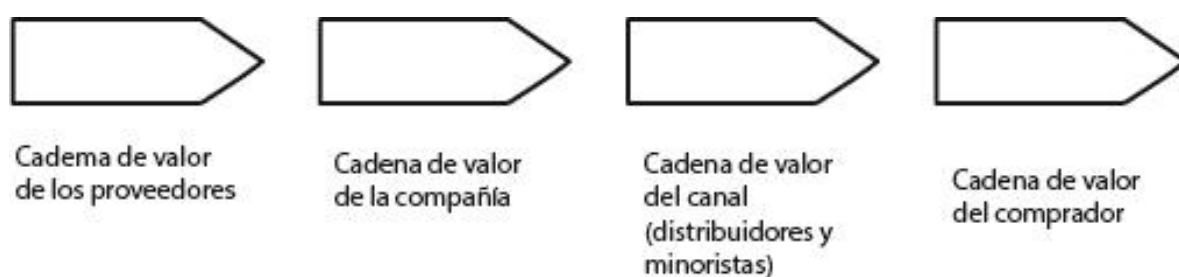 Cadema de valor
de los proveedores
Cadena de valor
de la compañía
Cadena de valor
del canal
(distribuidores y
minoristas)
Cadena de valor
del comprador